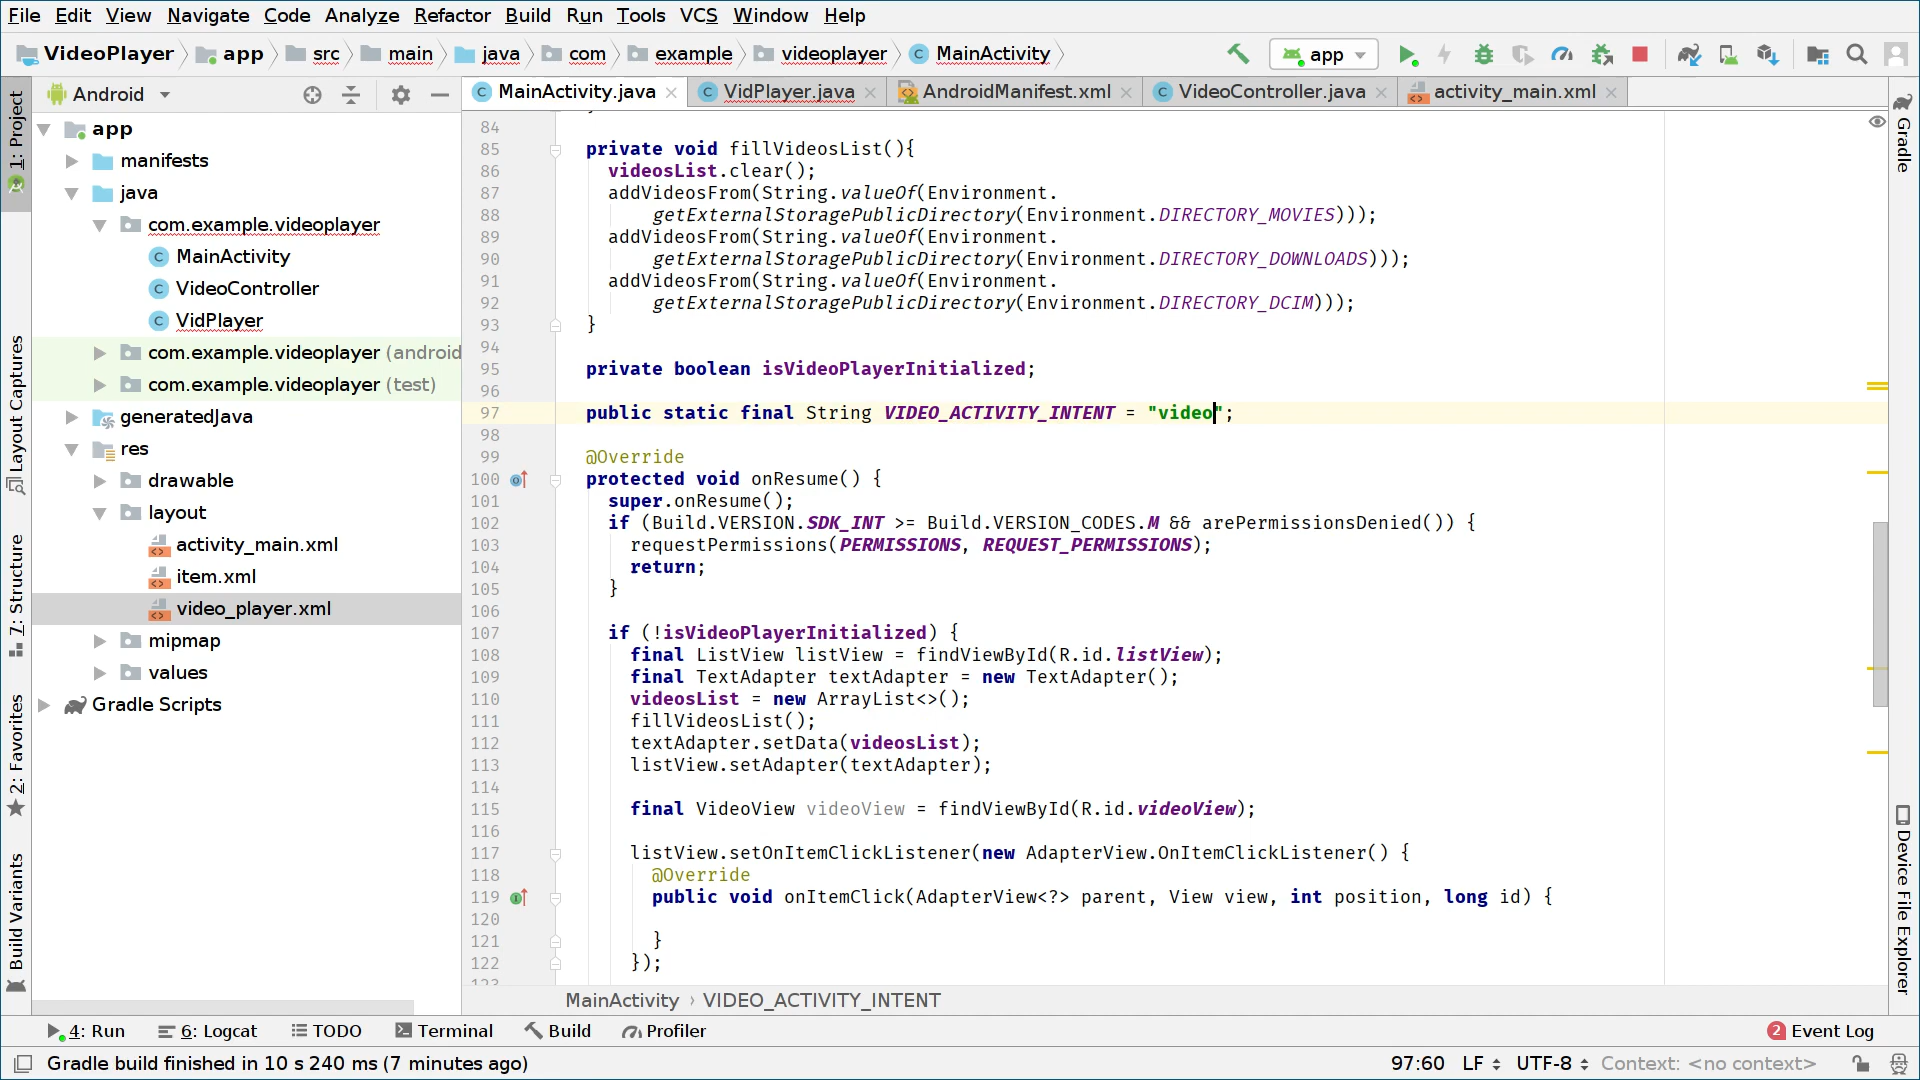 File Edit View Navigate Code Analyze Refactor Build Run Tools VCS Window Help
VideoPlayer app src main java com example videoplayer MainActivity app
Android
MainActivity.java VidPlayer.java AndroidManifest.xml VideoController.java activity_main.xml
1: Project
Layout Captures
7: Structure
2: Favorites
Build Variants
app
manifests
java
com.example.videoplayer
MainActivity
VideoController
VidPlayer
com.example.videoplayer (android
com.example.videoplayer (test)
generatedJava
res
drawable
layout
activity_main.xml
item.xml
video_player.xml
mipmap
values
Gradle Scripts
84
85 private void fillVideosList(){
86 videosList.clear();
87 addVideosFrom(String.valueOf(Environment.
88 getExternalStoragePublicDirectory(Environment.DIRECTORY_MOVIES)));
89 addVideosFrom(String.valueOf(Environment.
90 getExternalStoragePublicDirectory(Environment.DIRECTORY_DOWNLOADS)));
91 addVideosFrom(String.valueOf(Environment.
92 getExternalStoragePublicDirectory(Environment.DIRECTORY_DCIM)));
93 }
94
95 private boolean isVideoPlayerInitialized;
96
97 public static final String VIDEO_ACTIVITY_INTENT = "video";
98
99 @Override
100 protected void onResume() {
101 super.onResume();
102 if (Build.VERSION.SDK_INT >= Build.VERSION_CODES.M && arePermissionsDenied()) {
103 requestPermissions(PERMISSIONS, REQUEST_PERMISSIONS);
104 return;
105 }
106
107 if (!isVideoPlayerInitialized) {
108 final ListView listView = findViewById(R.id.listView);
109 final TextAdapter textAdapter = new TextAdapter();
110 videosList = new ArrayList<>();
111 fillVideosList();
112 textAdapter.setData(videosList);
113 listView.setAdapter(textAdapter);
114
115 final VideoView videoView = findViewById(R.id.videoView);
116
117 listView.setOnItemClickListener(new AdapterView.OnItemClickListener() {
118 @Override
119 public void onItemClick(AdapterView<?> parent, View view, int position, long id) {
120
121 }
122 });
123
MainActivity › VIDEO_ACTIVITY_INTENT
Gradle
Device File Explorer
4: Run 6: Logcat TODO Terminal Build Profiler 2 Event Log
Gradle build finished in 10 s 240 ms (7 minutes ago) 97:60 LF UTF-8 Context: <no context>